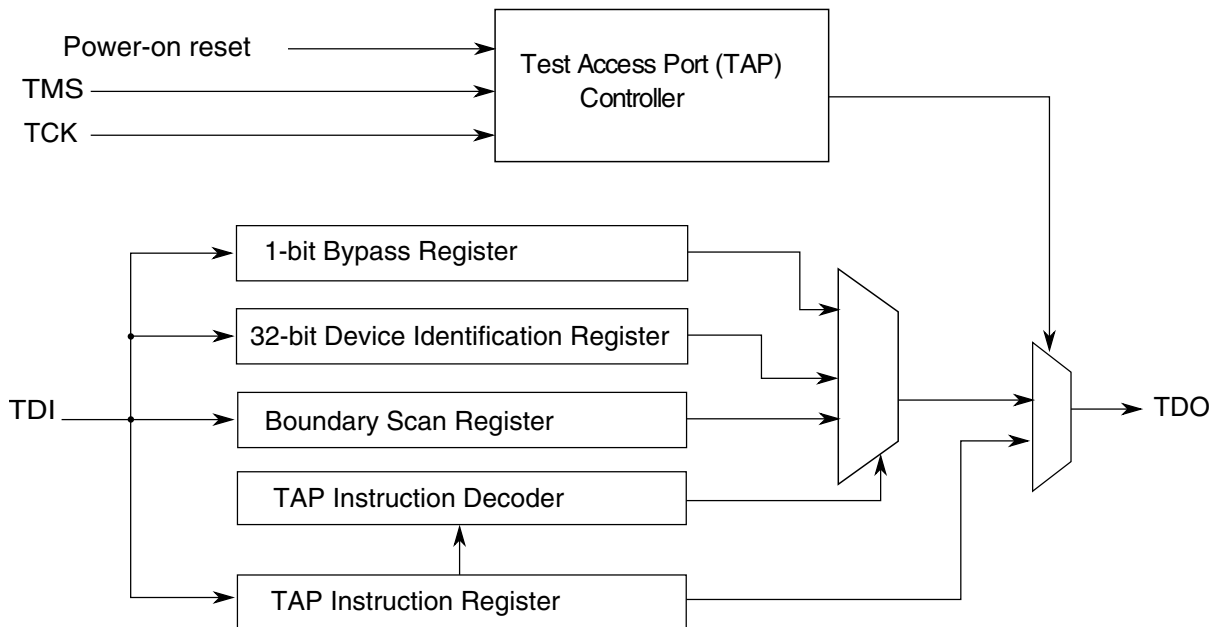 Power-on reset
TMS
TCK
Test Access Port (TAP)
Controller
1-bit Bypass Register
32-bit Device Identification Register
TDI
Boundary Scan Register
TDO
TAP Instruction Decoder
TAP Instruction Register